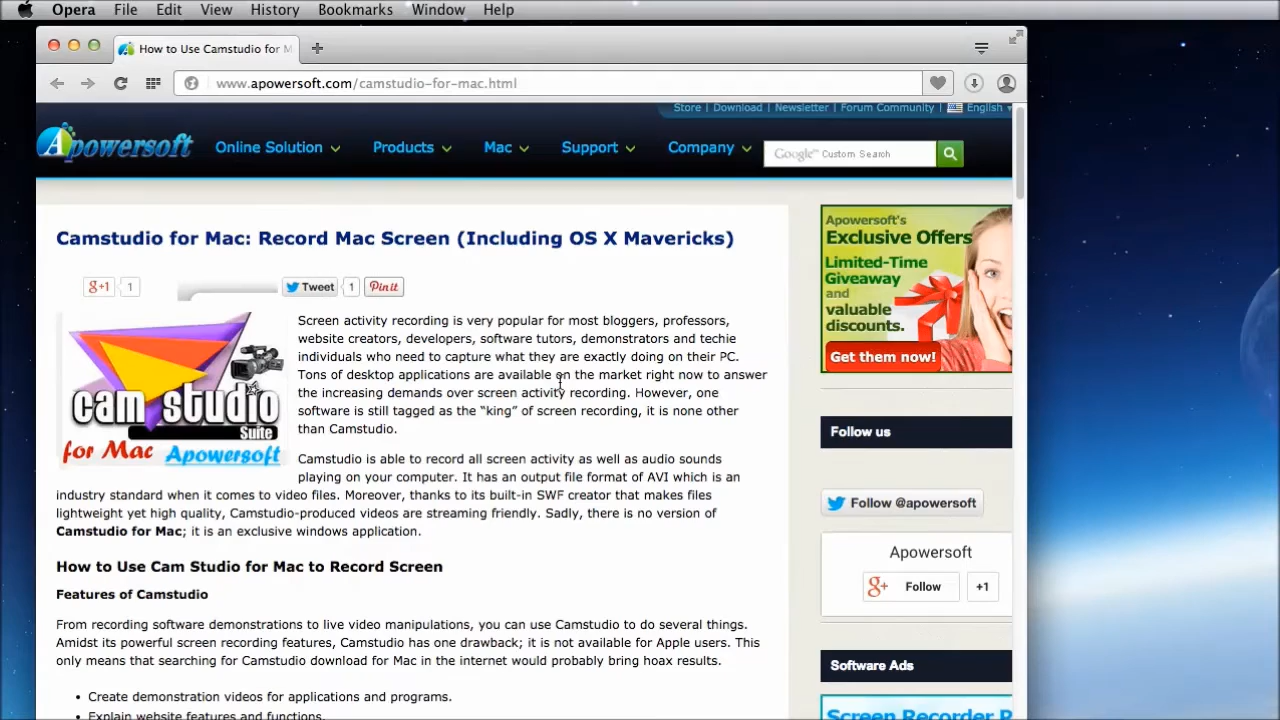 Opera File Edit View History Bookmarks Window Help
How to Use Camstudio for M
www.apowersoft.com/camstudio-for-mac.html
Store | Download | Newsletter | Forum Community | English
Apowersoft Online Solution Products Mac Support Company Google Custom Search
Camstudio for Mac: Record Mac Screen (Including OS X Mavericks)
g+1 1 Tweet 1 Pin it
cam studio
Suite
for Mac Apowersoft
Screen activity recording is very popular for most bloggers, professors,
website creators, developers, software tutors, demonstrators and techie
individuals who need to capture what they are exactly doing on their PC.
Tons of desktop applications are available on the market right now to answer
the increasing demands over screen activity recording. However, one
software is still tagged as the “king” of screen recording, it is none other
than Camstudio.
Camstudio is able to record all screen activity as well as audio sounds
playing on your computer. It has an output file format of AVI which is an
industry standard when it comes to video files. Moreover, thanks to its built-in SWF creator that makes files
lightweight yet high quality, Camstudio-produced videos are streaming friendly. Sadly, there is no version of
Camstudio for Mac; it is an exclusive windows application.
How to Use Cam Studio for Mac to Record Screen
Features of Camstudio
From recording software demonstrations to live video manipulations, you can use Camstudio to do several things.
Amidst its powerful screen recording features, Camstudio has one drawback; it is not available for Apple users. This
only means that searching for Camstudio download for Mac in the internet would probably bring hoax results.
• Create demonstration videos for applications and programs.
• Explain website features and functions.
Apowersoft's
Exclusive Offers
Limited-Time
Giveaway
and
valuable
discounts.
Get them now!
Follow us
Follow @apowersoft
Apowersoft
g+ Follow +1
Software Ads
Screen Recorder P